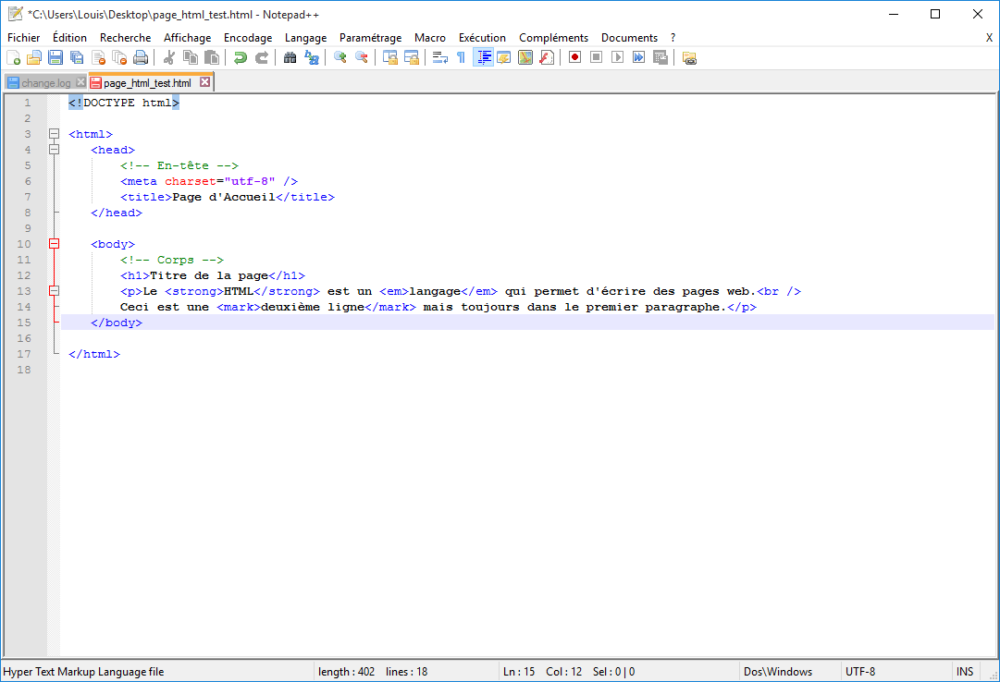 *C:\Users\Louis\Desktop\page_html_test.html - Notepad++
Fichier Édition Recherche Affichage Encodage Langage Paramétrage Macro Exécution Compléments Documents ? X
change.log page_html_test.html
1 <!DOCTYPE html>
2
3 <html>
4 <head>
5 <!-- En-tête -->
6 <meta charset="utf-8" />
7 <title>Page d'Accueil</title>
8 </head>
9
10 <body>
11 <!-- Corps -->
12 <h1>Titre de la page</h1>
13 <p>Le <strong>HTML</strong> est un <em>langage</em> qui permet d'écrire des pages web.<br />
14 Ceci est une <mark>deuxième ligne</mark> mais toujours dans le premier paragraphe.</p>
15 </body>
16
17 </html>
18
Hyper Text Markup Language file length : 402 lines : 18 Ln : 15 Col : 12 Sel : 0 | 0 Dos\Windows UTF-8 INS